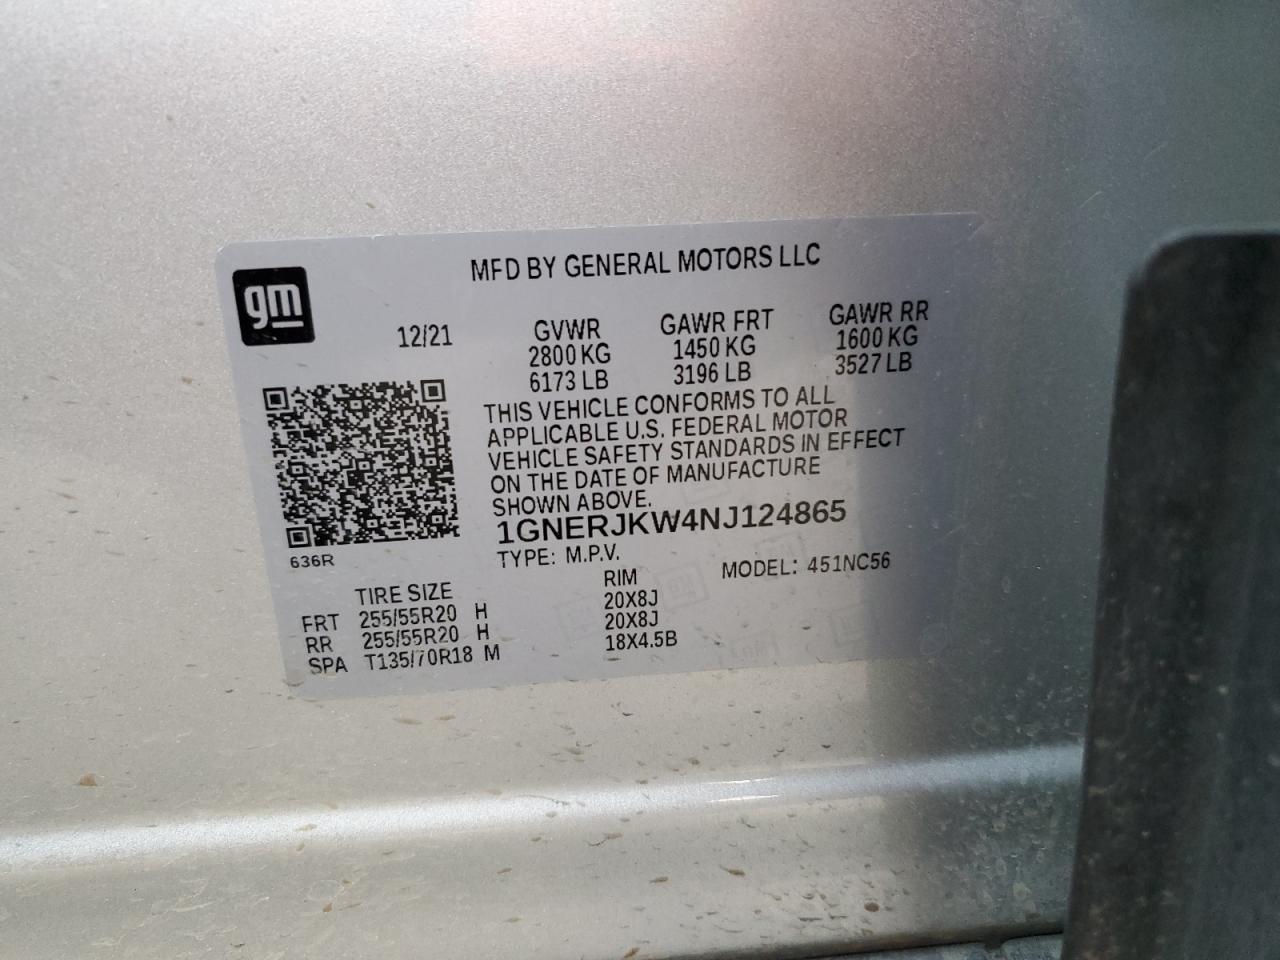 gm
MFD BY GENERAL MOTORS LLC
12/21
GVWR
2800 KG
6173 LB
GAWR FRT
1450 KG
3196 LB
GAWR RR
1600 KG
3527 LB
THIS VEHICLE CONFORMS TO ALL
APPLICABLE U.S. FEDERAL MOTOR
VEHICLE SAFETY STANDARDS IN EFFECT
ON THE DATE OF MANUFACTURE
SHOWN ABOVE.
1GNERJKW4NJ124865
TYPE: M.P.V.
MODEL: 451NC56
636R
TIRE SIZE RIM
FRT 255/55R20 H 20X8J
RR 255/55R20 H 20X8J
SPA T135/70R18 M 18X4.5B